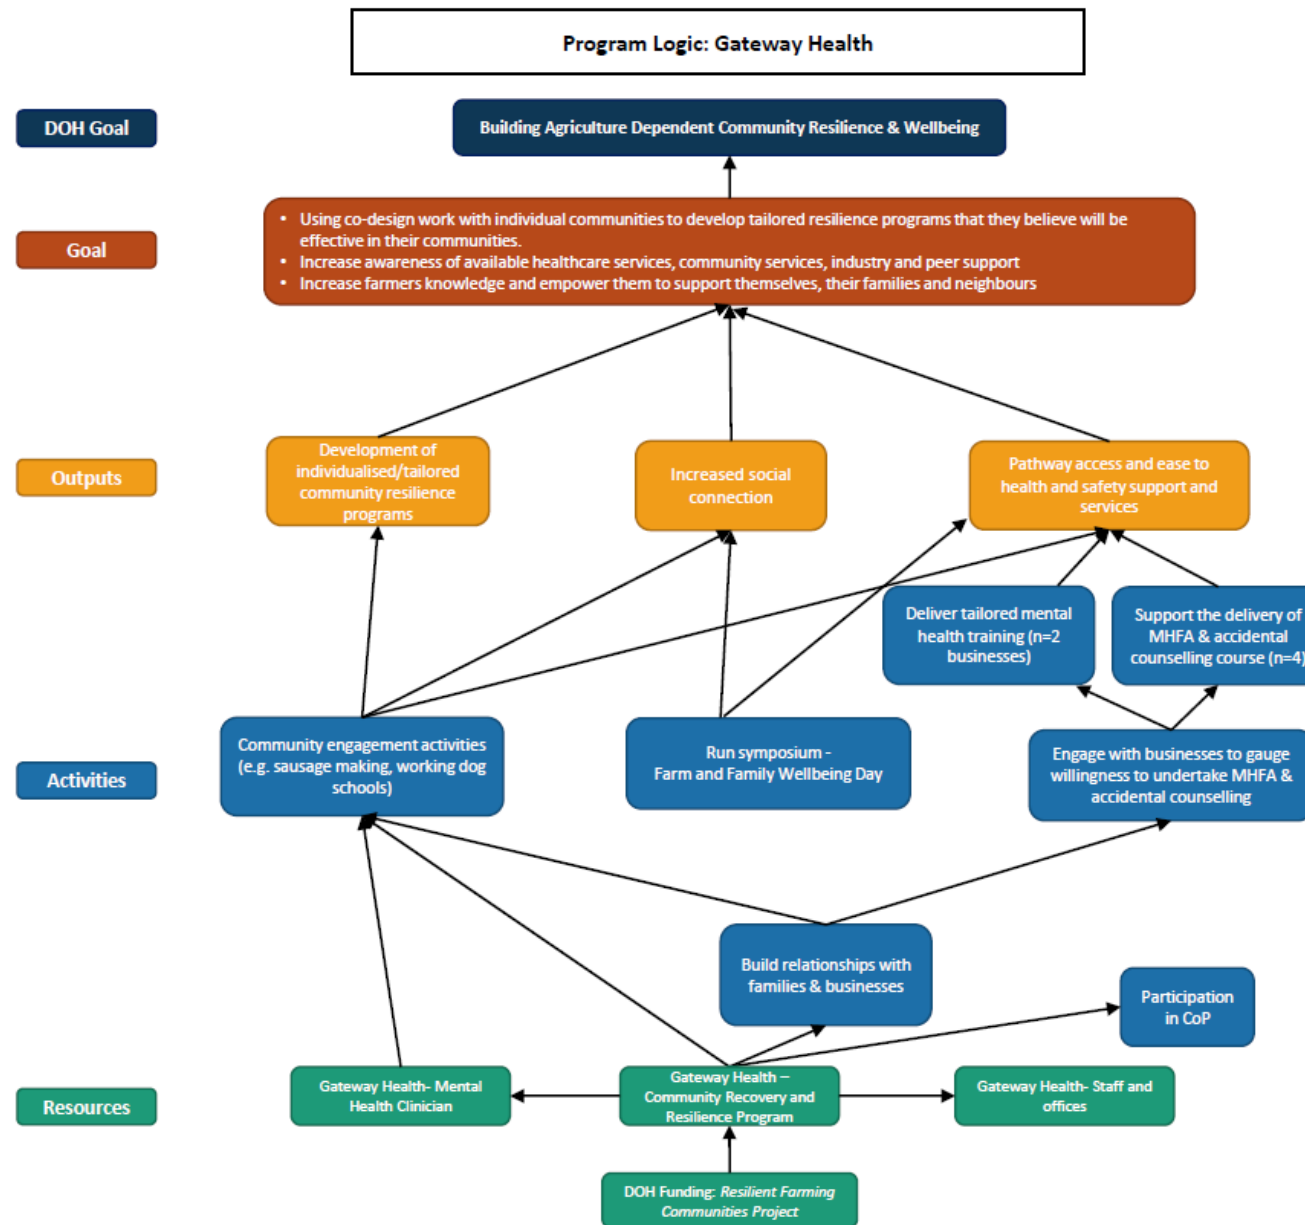 Program Logic: Gateway Health
DOH Goal
Building Agriculture Dependent Community Resilience & Wellbeing
Goal
• Using co-design work with individual communities to develop tailored resilience programs that they believe will be
effective in their communities.
• Increase awareness of available healthcare services, community services, industry and peer support
• Increase farmers knowledge and empower them to support themselves, their families and neighbours
Outputs
Development of
individualised/tailored
community resilience
programs
Increased social
connection
Pathway access and ease to
health and safety support and
services
Deliver tailored mental
health training (n=2
businesses)
Support the delivery of
MHFA & accidental
counselling course (n=4)
Activities
Community engagement activities
(e.g. sausage making, working dog
schools)
Run symposium -
Farm and Family Wellbeing Day
Engage with businesses to gauge
willingness to undertake MHFA &
accidental counselling
Build relationships with
families & businesses
Participation
in CoP
Resources
Gateway Health- Mental
Health Clinician
Gateway Health –
Community Recovery and
Resilience Program
Gateway Health- Staff and
offices
DOH Funding: Resilient Farming
Communities Project